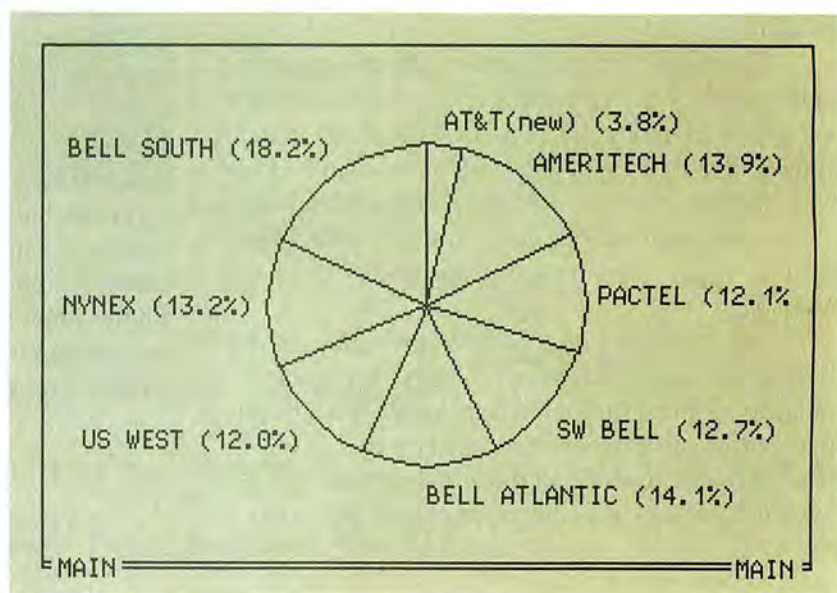 AT&T(new) (3.8%)
BELL SOUTH (18.2%)
AMERITECH (13.9%)
NYNEX (13.2%)
PACTEL (12.1%
US WEST (12.0%)
SW BELL (12.7%)
BELL ATLANTIC (14.1%)
MAIN
MAIN